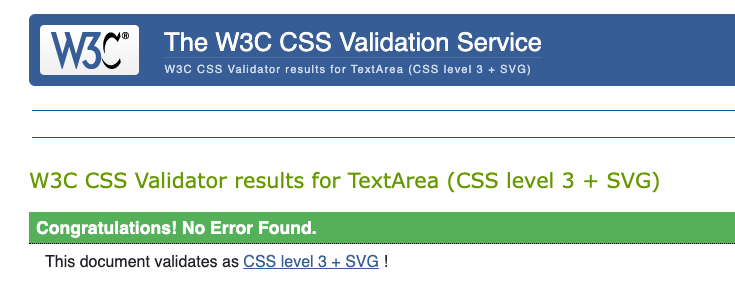 W3C® The W3C CSS Validation Service
W3C CSS Validator results for TextArea (CSS level 3 + SVG)
W3C CSS Validator results for TextArea (CSS level 3 + SVG)
Congratulations! No Error Found.
This document validates as CSS level 3 + SVG !